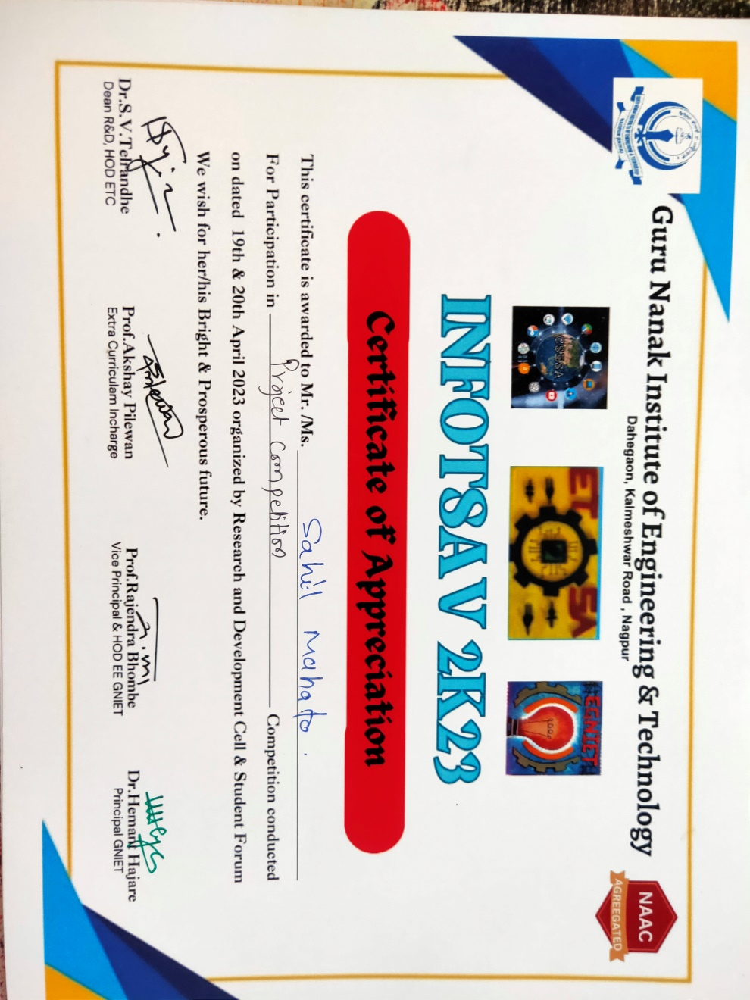 Guru Nanak Institute of Engineering & Technology
Dahegaon, Kalmeshwar Road , Nagpur
NAAC
AGREEGATED
CSTSA
ET SA
EGNIET
INFOTSAV 2K23
Certificate of Appreciation
This certificate is awarded to Mr. /Ms. Sahil Mahato.
For Participation in Project Competition Competition conducted
on dated 19th & 20th April 2023 organized by Research and Development Cell & Student Forum
We wish for her/his Bright & Prosperous future.
Dr.S.V.Telrandhe
Dean R&D, HOD ETC
Prof.Akshay Pilewan
Extra Curriculam Incharge
Prof.Rajendra Bhombe
Vice Principal & HOD EE GNIET
Dr.Hemant Hajare
Principal GNIET